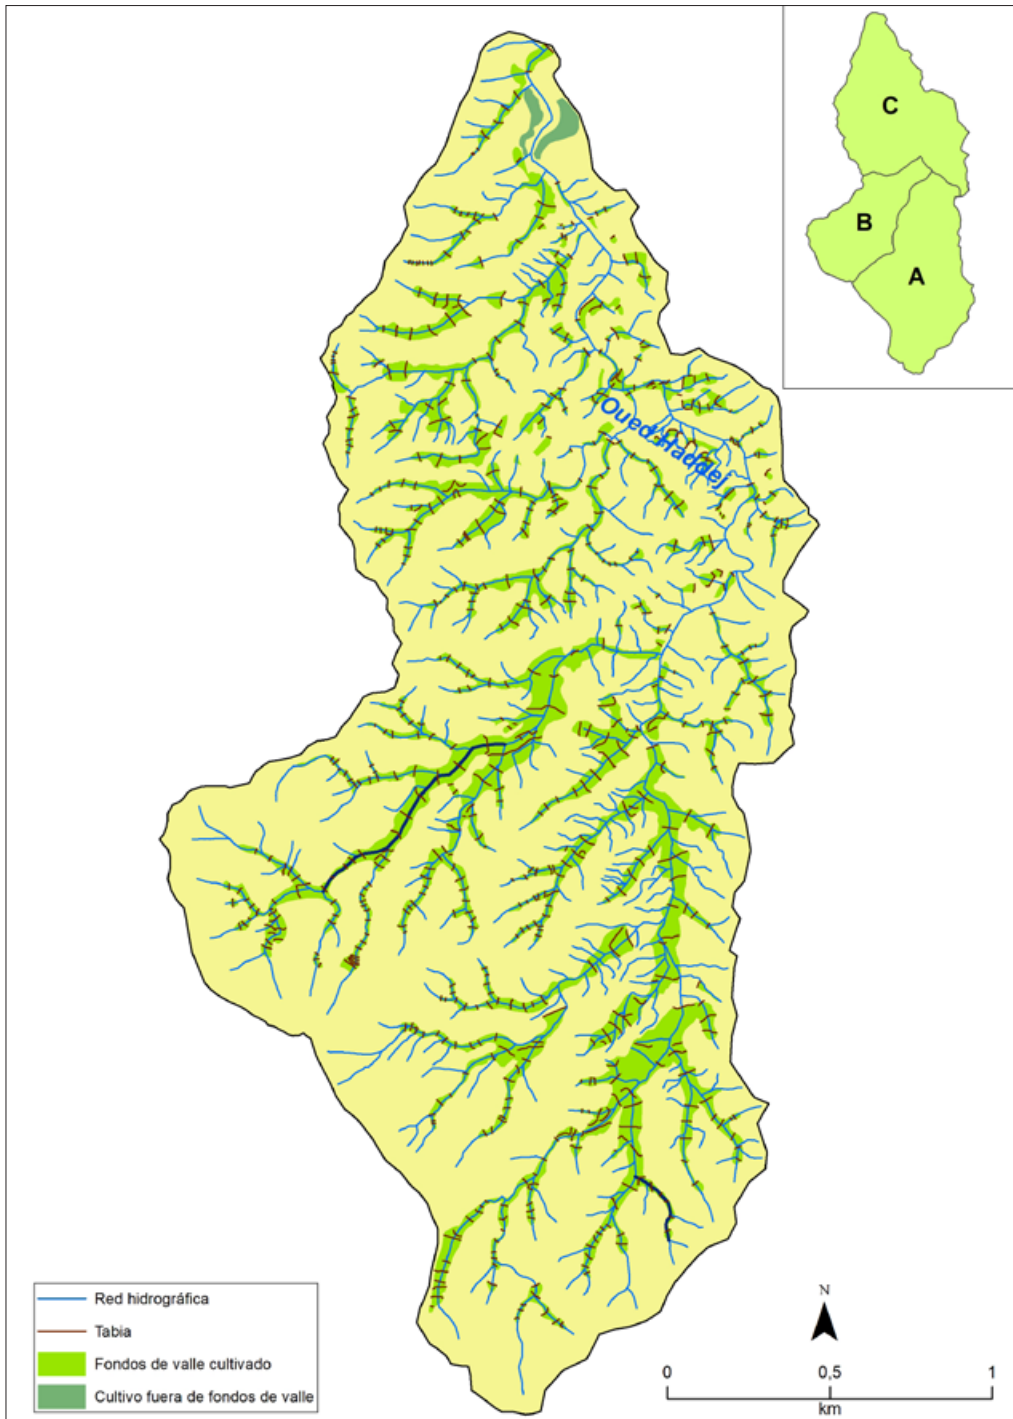 C
B
A
Oued Haddej
Red hidrográfica
Tabia
Fondos de valle cultivado
Cultivo fuera de fondos de valle
N
0 0,5 1
km